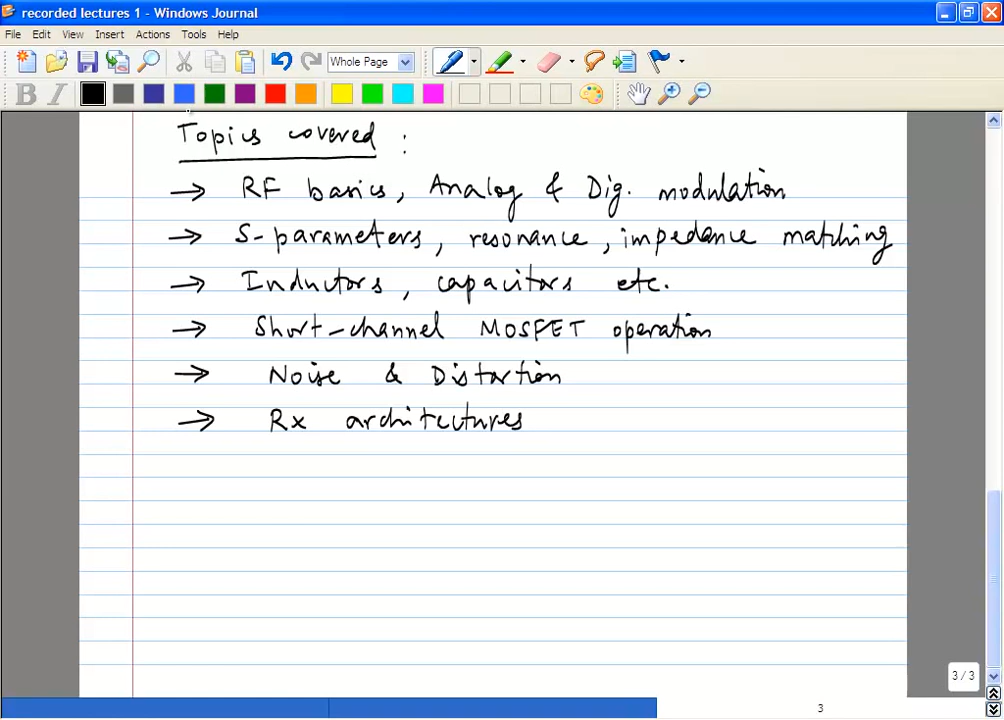 recorded lectures 1 - Windows Journal
File Edit View Insert Actions Tools Help
Whole Page
B I
Topics covered :
→ RF basics, Analog & Dig. modulation
→ S-parameters, resonance, impedance matching
→ Inductors, capacitors etc.
→ Short-channel MOSFET operation
→ Noise & Distortion
→ Rx architectures
3 / 3
3